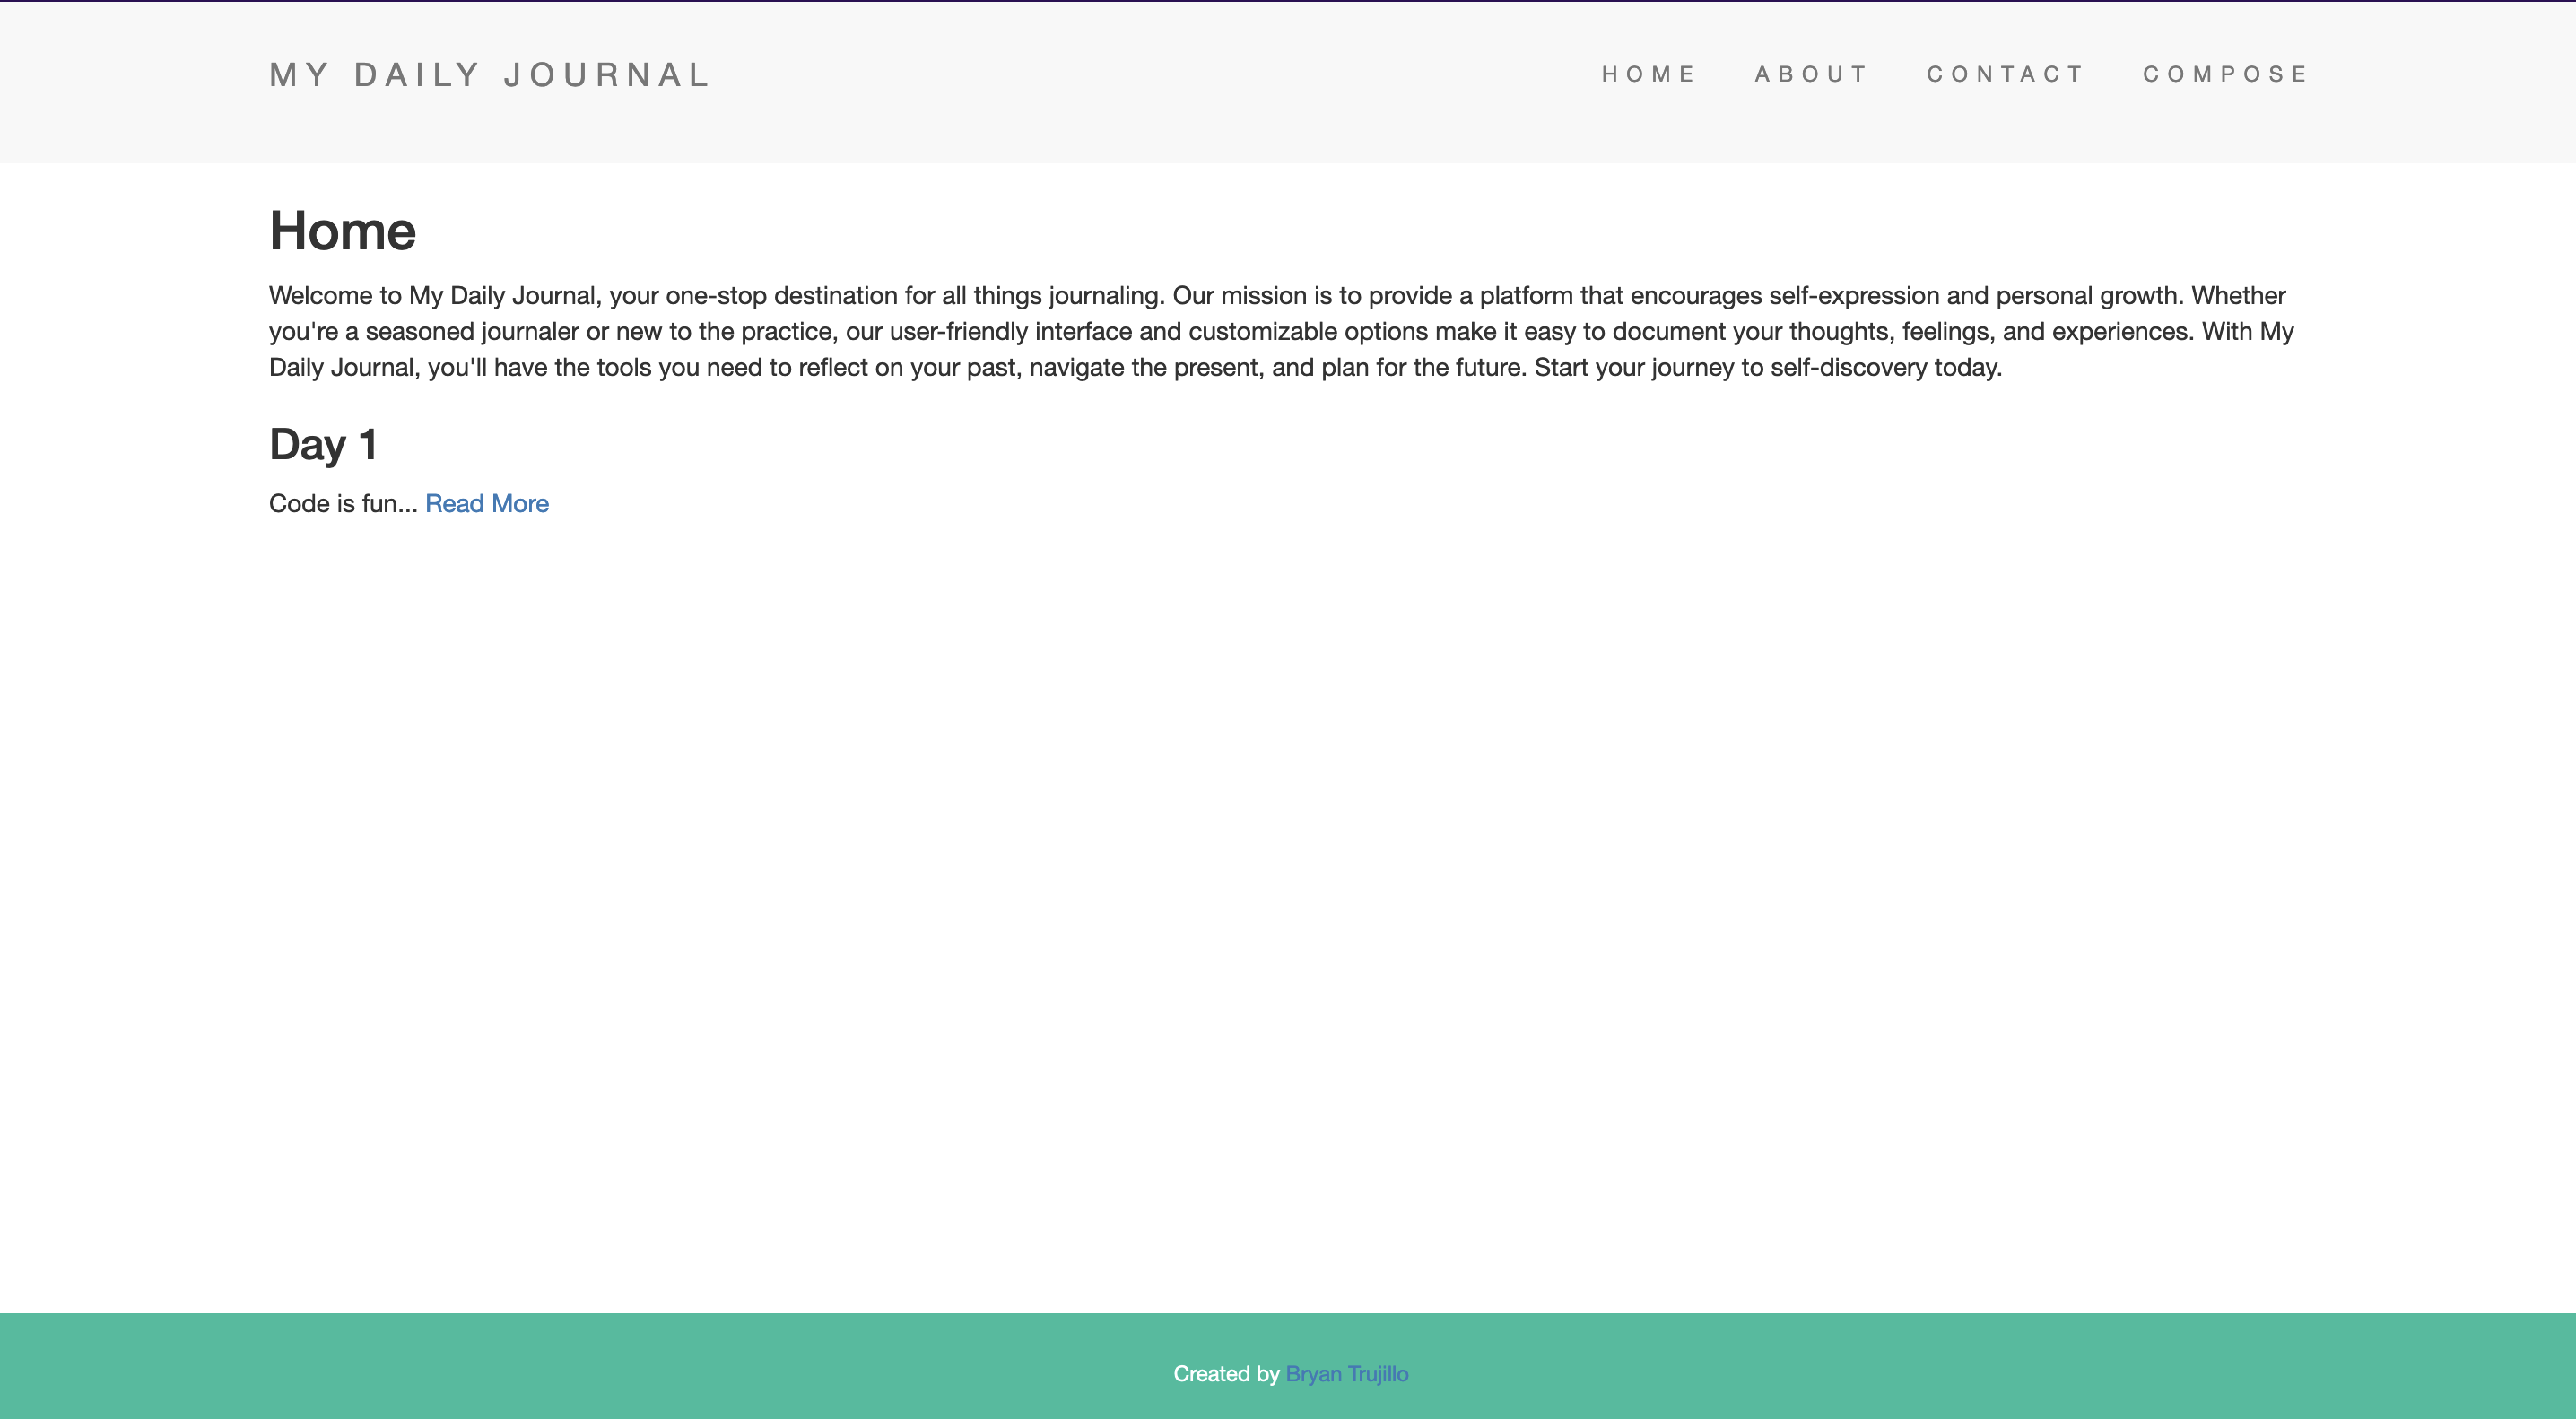 MY DAILY JOURNAL
HOME ABOUT CONTACT COMPOSE
Home
Welcome to My Daily Journal, your one-stop destination for all things journaling. Our mission is to provide a platform that encourages self-expression and personal growth. Whether
you're a seasoned journaler or new to the practice, our user-friendly interface and customizable options make it easy to document your thoughts, feelings, and experiences. With My
Daily Journal, you'll have the tools you need to reflect on your past, navigate the present, and plan for the future. Start your journey to self-discovery today.
Day 1
Code is fun... Read More
Created by Bryan Trujillo